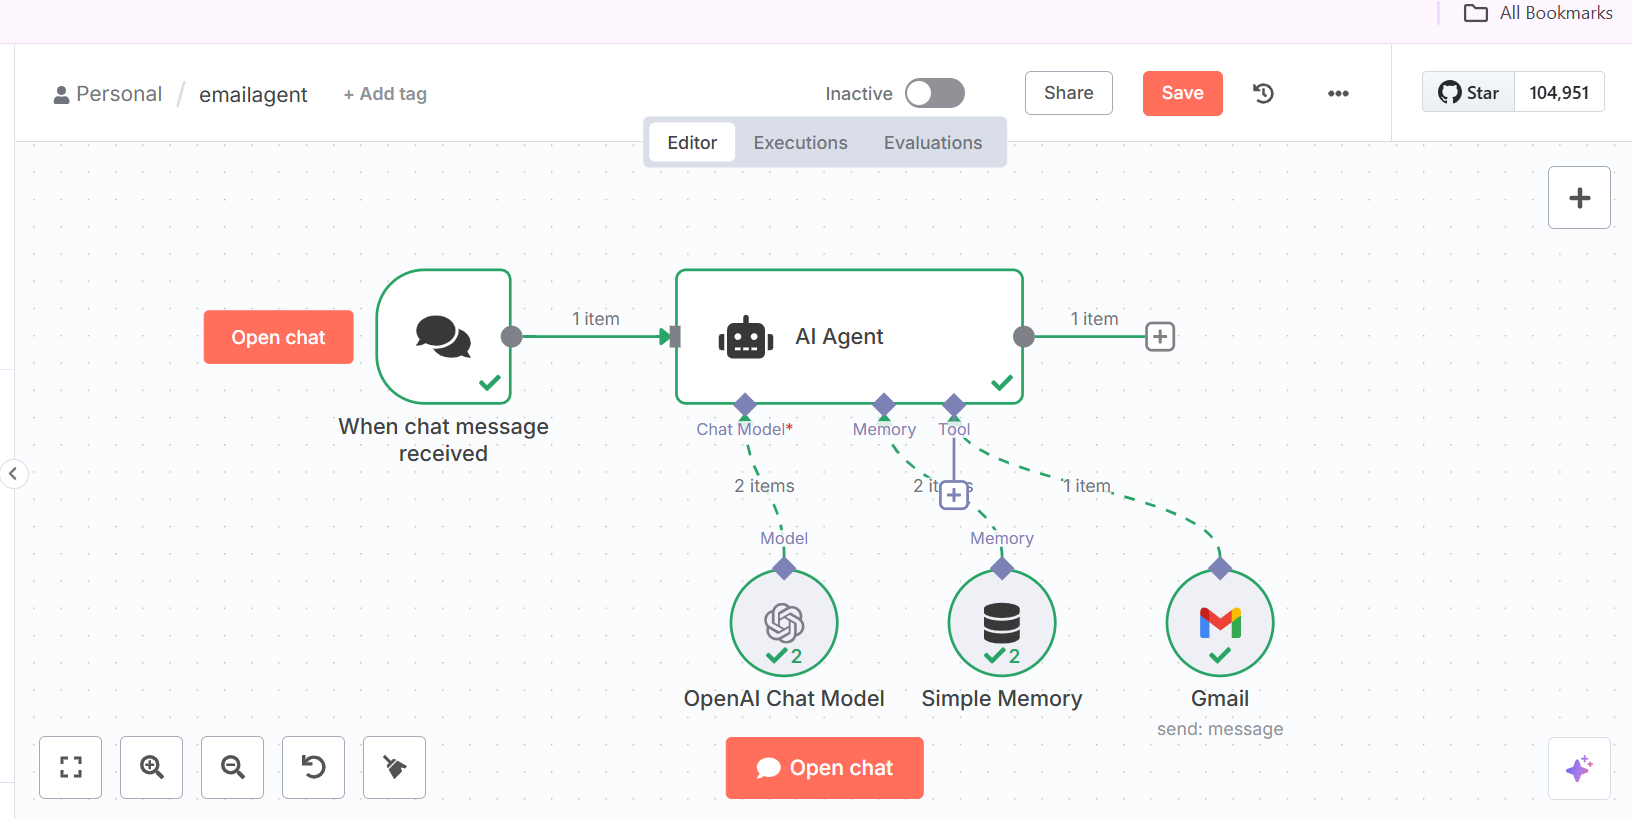 All Bookmarks
Personal / emailagent + Add tag
Inactive
Share
Save
Star 104,951
Editor Executions Evaluations
1 item
1 item
Open chat
AI Agent
When chat message
received
Chat Model*
Memory
Tool
2 items
2 it s
1 item
Model
Memory
2
2
OpenAI Chat Model
Simple Memory
Gmail
send: message
Open chat